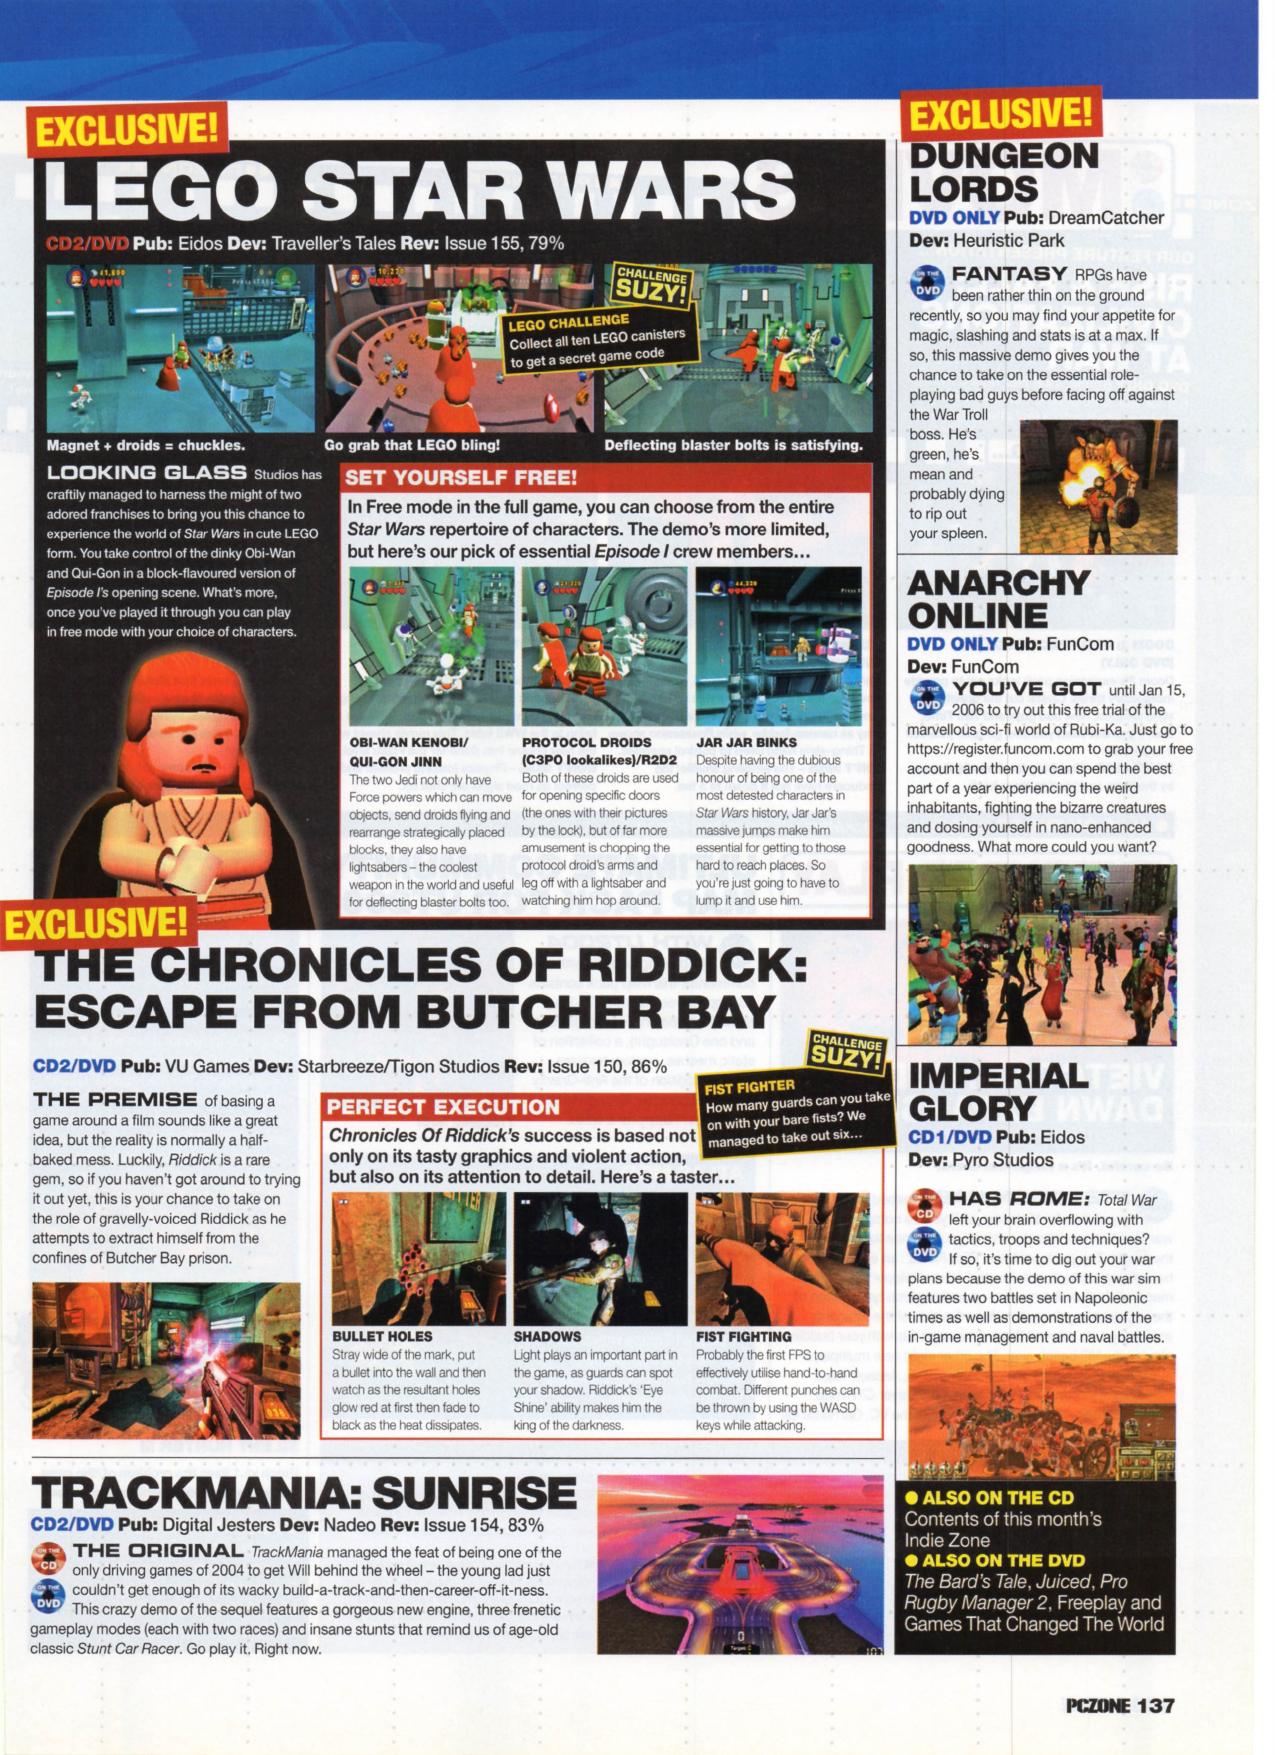 EXCLUSIVE!
LEGO STAR WARS
CD2/DVD Pub: Eidos Dev: Traveller's Tales Rev: Issue 155, 79%
CHALLENGE
SUZY!
LEGO CHALLENGE
Collect all ten LEGO canisters
to get a secret game code
Magnet + droids = chuckles.
Go grab that LEGO bling!
Deflecting blaster bolts is satisfying.
LOOKING GLASS Studios has
craftily managed to harness the might of two
adored franchises to bring you this chance to
experience the world of Star Wars in cute LEGO
form. You take control of the dinky Obi-Wan
and Qui-Gon in a block-flavoured version of
Episode I's opening scene. What's more,
once you've played it through you can play
in free mode with your choice of characters.
SET YOURSELF FREE!
In Free mode in the full game, you can choose from the entire
Star Wars repertoire of characters. The demo's more limited,
but here's our pick of essential Episode I crew members...
OBI-WAN KENOBI/
QUI-GON JINN
The two Jedi not only have
Force powers which can move
objects, send droids flying and
rearrange strategically placed
blocks, they also have
lightsabers – the coolest
weapon in the world and useful
for deflecting blaster bolts too.
PROTOCOL DROIDS
(C3PO lookalikes)/R2D2
Both of these droids are used
for opening specific doors
(the ones with their pictures
by the lock), but of far more
amusement is chopping the
protocol droid's arms and
leg off with a lightsaber and
watching him hop around.
JAR JAR BINKS
Despite having the dubious
honour of being one of the
most detested characters in
Star Wars history, Jar Jar's
massive jumps make him
essential for getting to those
hard to reach places. So
you're just going to have to
lump it and use him.
EXCLUSIVE!
THE CHRONICLES OF RIDDICK:
ESCAPE FROM BUTCHER BAY
CD2/DVD Pub: VU Games Dev: Starbreeze/Tigon Studios Rev: Issue 150, 86%
THE PREMISE of basing a
game around a film sounds like a great
idea, but the reality is normally a half-
baked mess. Luckily, Riddick is a rare
gem, so if you haven't got around to trying
it out yet, this is your chance to take on
the role of gravelly-voiced Riddick as he
attempts to extract himself from the
confines of Butcher Bay prison.
CHALLENGE
SUZY!
FIST FIGHTER
How many guards can you take
on with your bare fists? We
managed to take out six...
PERFECT EXECUTION
Chronicles Of Riddick's success is based not
only on its tasty graphics and violent action,
but also on its attention to detail. Here's a taster...
BULLET HOLES
Stray wide of the mark, put
a bullet into the wall and then
watch as the resultant holes
glow red at first then fade to
black as the heat dissipates.
SHADOWS
Light plays an important part in
the game, as guards can spot
your shadow. Riddick's 'Eye
Shine' ability makes him the
king of the darkness.
FIST FIGHTING
Probably the first FPS to
effectively utilise hand-to-hand
combat. Different punches can
be thrown by using the WASD
keys while attacking.
TRACKMANIA: SUNRISE
CD2/DVD Pub: Digital Jesters Dev: Nadeo Rev: Issue 154, 83%
ON THE CD
ON THE DVD
THE ORIGINAL TrackMania managed the feat of being one of the
only driving games of 2004 to get Will behind the wheel – the young lad just
couldn't get enough of its wacky build-a-track-and-then-career-off-it-ness.
This crazy demo of the sequel features a gorgeous new engine, three frenetic
gameplay modes (each with two races) and insane stunts that remind us of age-old
classic Stunt Car Racer. Go play it. Right now.
EXCLUSIVE!
DUNGEON
LORDS
DVD ONLY Pub: DreamCatcher
Dev: Heuristic Park
ON THE DVD
FANTASY RPGs have
been rather thin on the ground
recently, so you may find your appetite for
magic, slashing and stats is at a max. If
so, this massive demo gives you the
chance to take on the essential role-
playing bad guys before facing off against
the War Troll
boss. He's
green, he's
mean and
probably dying
to rip out
your spleen.
ANARCHY
ONLINE
DVD ONLY Pub: FunCom
Dev: FunCom
ON THE DVD
YOU'VE GOT until Jan 15,
2006 to try out this free trial of the
marvellous sci-fi world of Rubi-Ka. Just go to
https://register.funcom.com to grab your free
account and then you can spend the best
part of a year experiencing the weird
inhabitants, fighting the bizarre creatures
and dosing yourself in nano-enhanced
goodness. What more could you want?
IMPERIAL
GLORY
CD1/DVD Pub: Eidos
Dev: Pyro Studios
ON THE CD
ON THE DVD
HAS ROME: Total War
left your brain overflowing with
tactics, troops and techniques?
If so, it's time to dig out your war
plans because the demo of this war sim
features two battles set in Napoleonic
times as well as demonstrations of the
in-game management and naval battles.
● ALSO ON THE CD
Contents of this month's
Indie Zone
● ALSO ON THE DVD
The Bard's Tale, Juiced, Pro
Rugby Manager 2, Freeplay and
Games That Changed The World
PCZONE 137